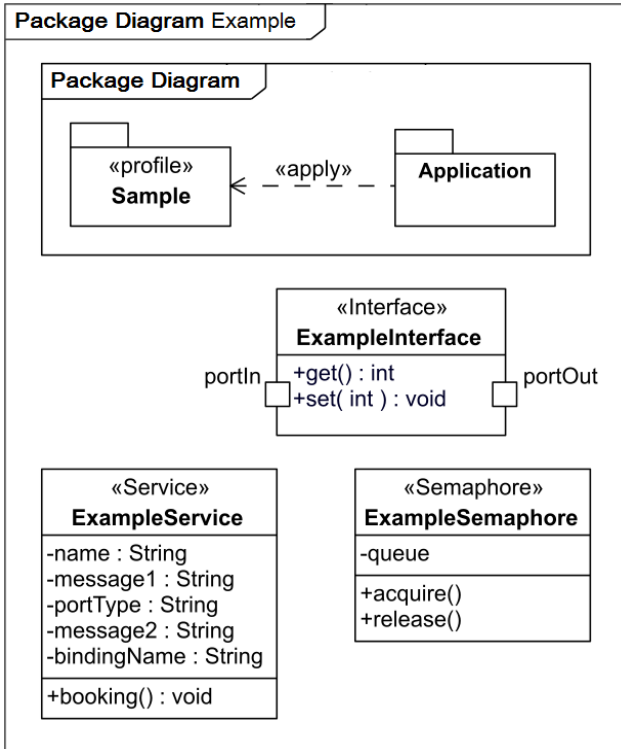 Package Diagram Example
Package Diagram
«profile»
Sample
«apply»
Application
«Interface»
ExampleInterface
portIn
+get() : int
+set( int ) : void
portOut
«Service»
ExampleService
-name : String
-message1 : String
-portType : String
-message2 : String
-bindingName : String
+booking() : void
«Semaphore»
ExampleSemaphore
-queue
+acquire()
+release()